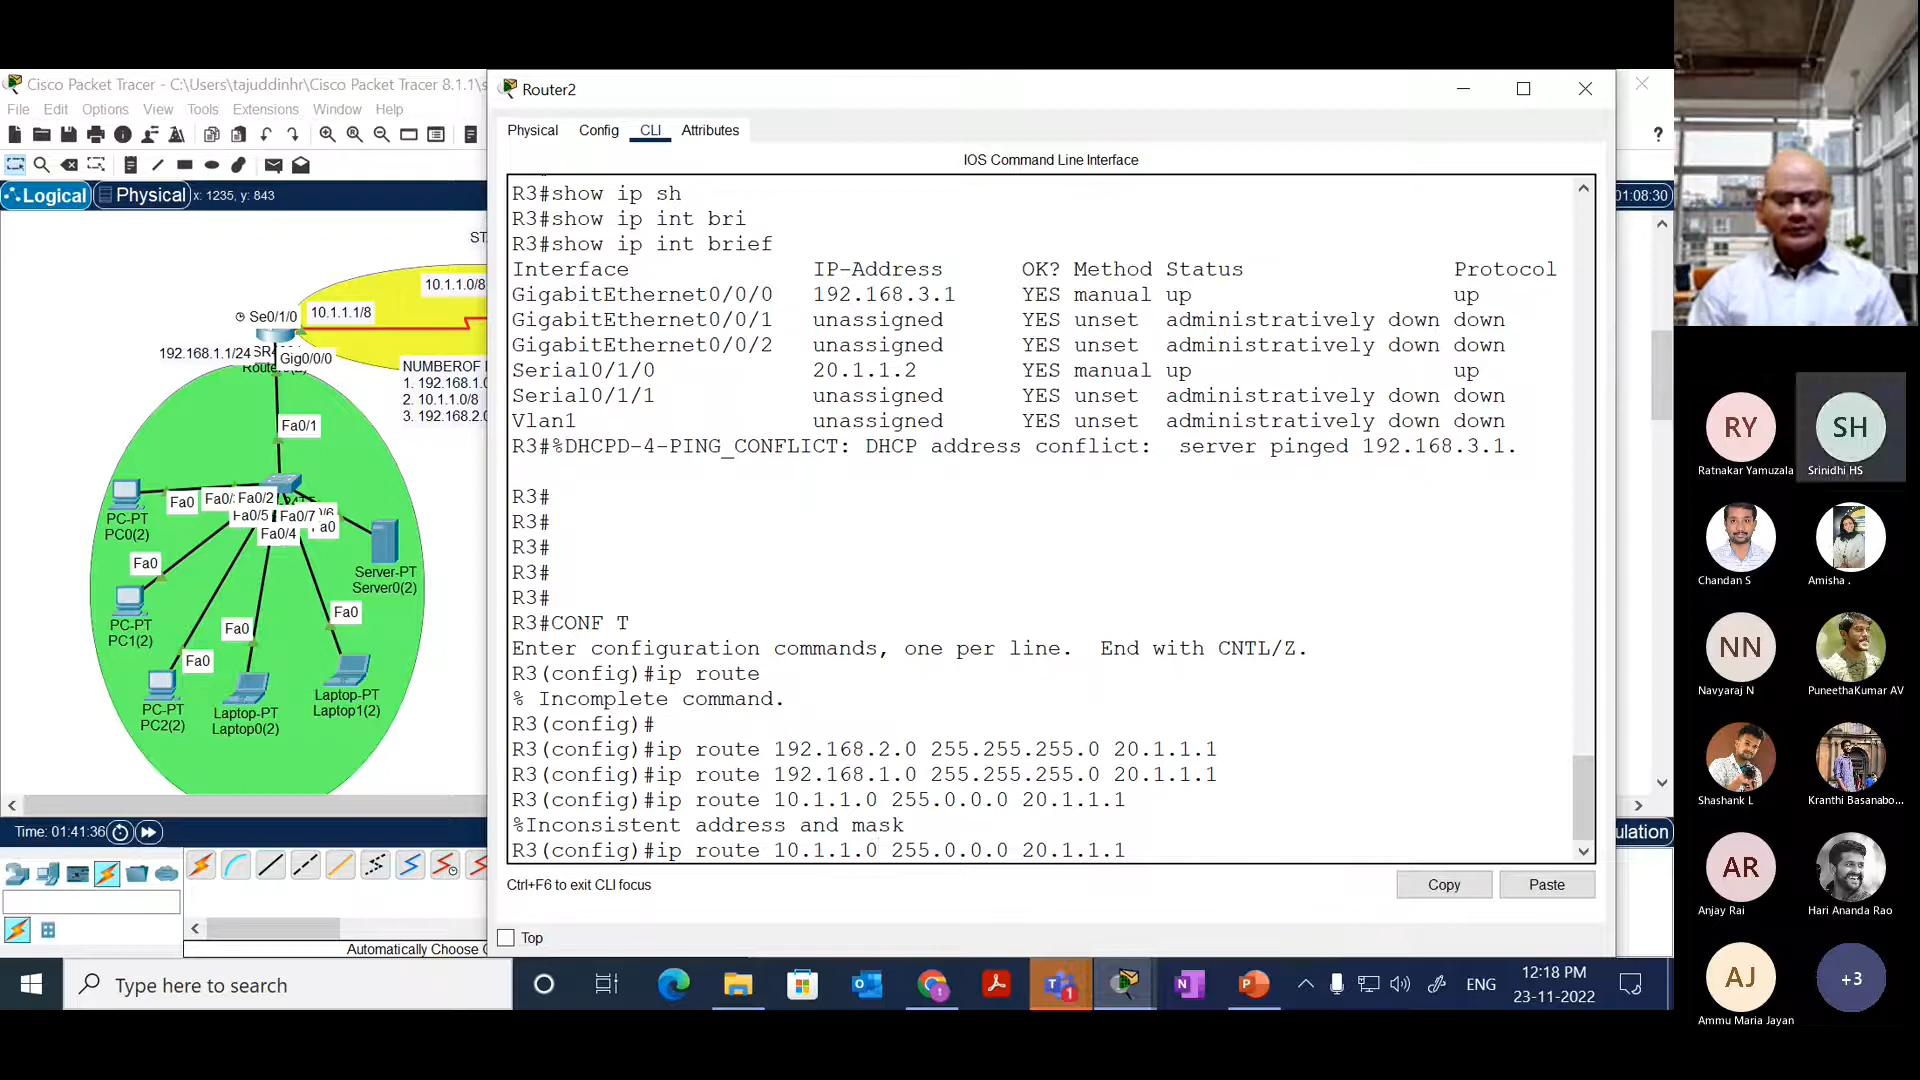 Cisco Packet Tracer - C:\Users\tajuddinhr\Cisco Packet Tracer 8.1.1\s
File Edit Options View Tools Extensions Window Help
Logical Physical x: 1235, y: 843
10.1.1.0/8
Se0/1/0 10.1.1.1/8
192.168.1.1/24
Gig0/0/0
NUMBEROF
1. 192.168.1.0
2. 10.1.1.0/8
3. 192.168.2.0
Fa0/1
Fa0 Fa0/2
Fa0/5 Fa0/7
Fa0/4
PC-PT
PC0(2)
Fa0
PC-PT
PC1(2)
Server-PT
Server0(2)
Fa0
Fa0
Fa0
PC-PT
PC2(2)
Laptop-PT
Laptop0(2)
Laptop-PT
Laptop1(2)
Time: 01:41:36
Automatically Choose
Router2
Physical Config CLI Attributes
IOS Command Line Interface
R3#show ip sh
R3#show ip int bri
R3#show ip int brief
Interface IP-Address OK? Method Status Protocol
GigabitEthernet0/0/0 192.168.3.1 YES manual up up
GigabitEthernet0/0/1 unassigned YES unset administratively down down
GigabitEthernet0/0/2 unassigned YES unset administratively down down
Serial0/1/0 20.1.1.2 YES manual up up
Serial0/1/1 unassigned YES unset administratively down down
Vlan1 unassigned YES unset administratively down down
R3#%DHCPD-4-PING_CONFLICT: DHCP address conflict: server pinged 192.168.3.1.
R3#
R3#
R3#
R3#
R3#
R3#CONF T
Enter configuration commands, one per line. End with CNTL/Z.
R3(config)#ip route
% Incomplete command.
R3(config)#
R3(config)#ip route 192.168.2.0 255.255.255.0 20.1.1.1
R3(config)#ip route 192.168.1.0 255.255.255.0 20.1.1.1
R3(config)#ip route 10.1.1.0 255.0.0.0 20.1.1.1
%Inconsistent address and mask
R3(config)#ip route 10.1.1.0 255.0.0.0 20.1.1.1
Ctrl+F6 to exit CLI focus
Copy Paste
Top
?
01:08:30
ulation
Type here to search
ENG
12:18 PM
23-11-2022
RY
Ratnakar Yamuzala
SH
Srinidhi HS
Chandan S
Amisha .
NN
Navyaraj N
PuneethaKumar AV
Shashank L
Kranthi Basanabo...
AR
Anjay Rai
Hari Ananda Rao
AJ
Ammu Maria Jayan
+3